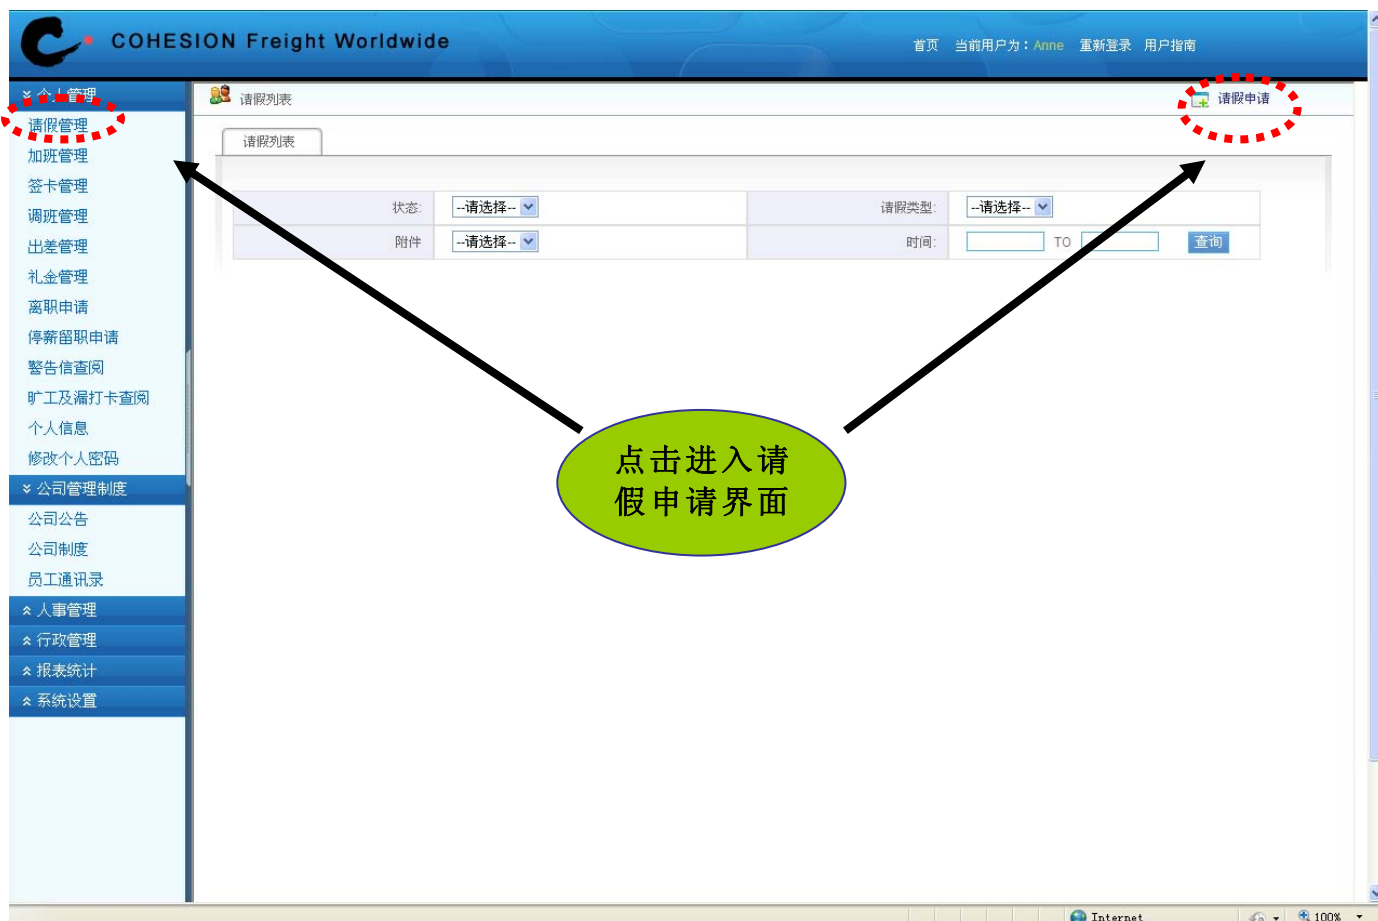 COHESION Freight Worldwide
首页 当前用户为：Anne 重新登录 用户指南
个人管理
请假管理
加班管理
签卡管理
调班管理
出差管理
礼金管理
离职申请
停薪留职申请
警告信查阅
旷工及漏打卡查阅
个人信息
修改个人密码
公司管理制度
公司公告
公司制度
员工通讯录
人事管理
行政管理
报表统计
系统设置
请假列表
请假申请
请假列表
状态: --请选择-- 请假类型: --请选择--
附件 --请选择-- 时间: TO 查询
点击进入请
假申请界面
Internet 100%